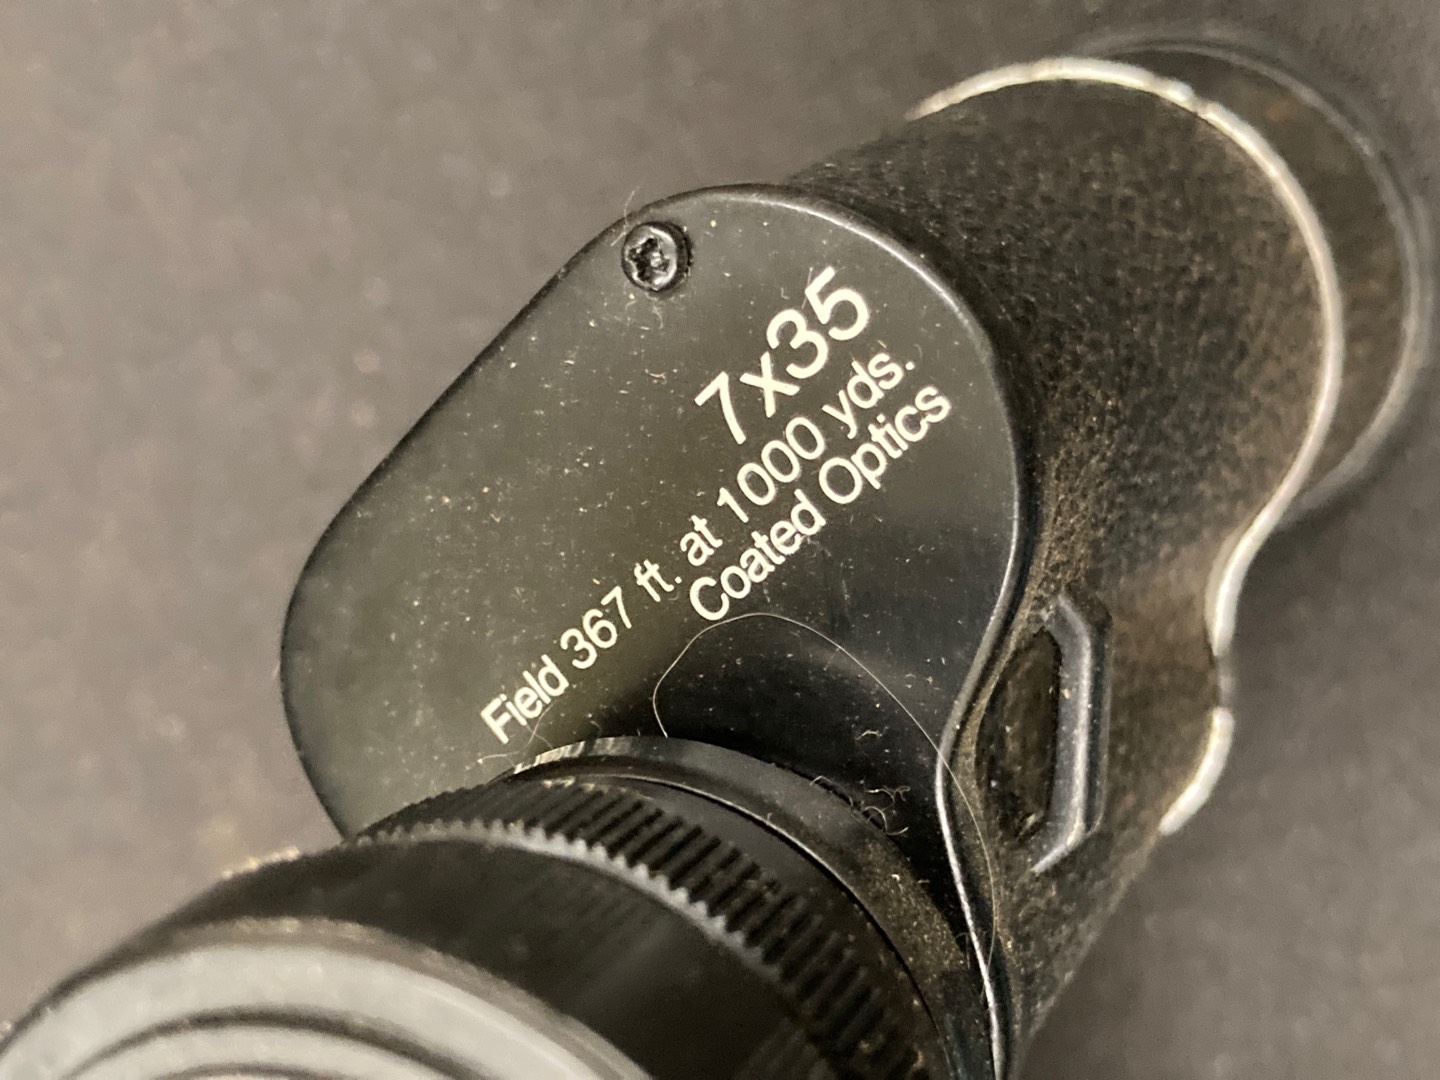 7x35
Field 367 ft. at 1000 yds.
Coated Optics